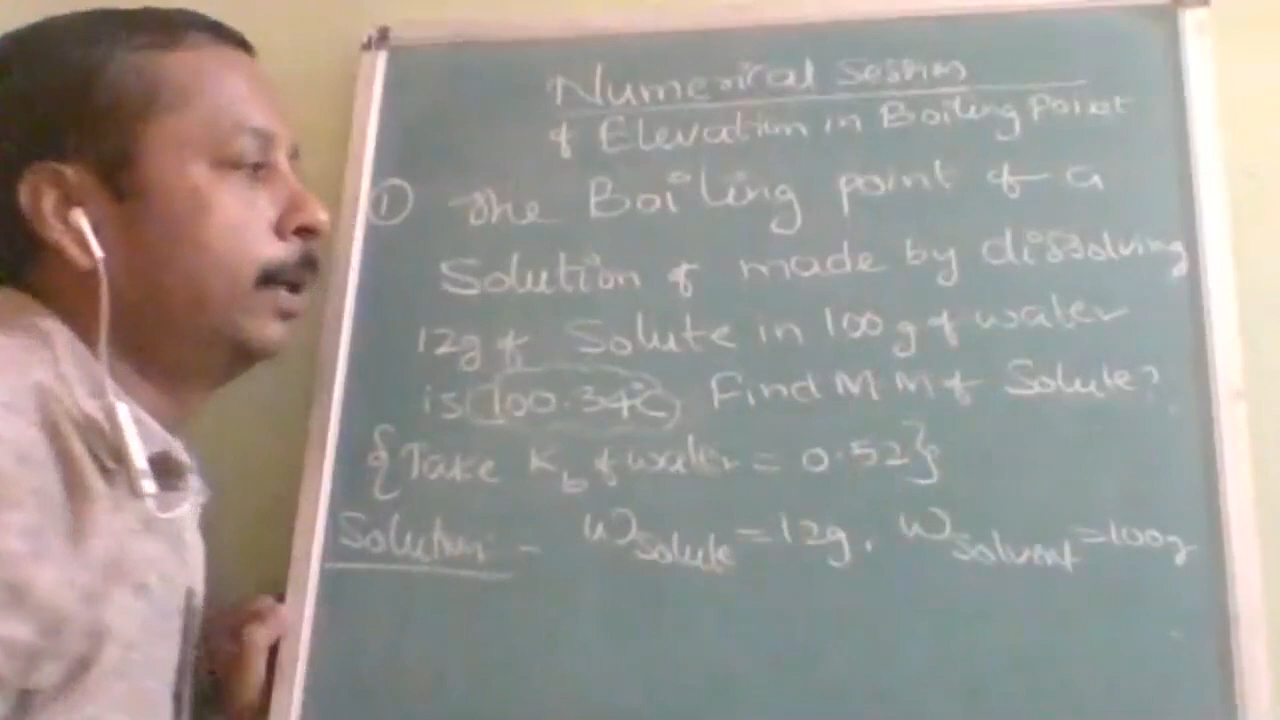 Numerical Session
of Elevation in Boiling Point
① The Boiling point of a
Solution of made by dissolving
12g of Solute in 100g of water
is 100.34°C Find MM of Solute?
{Take Kb of water = 0.52}
Solution:- WSolute = 12g, WSolvent = 100g